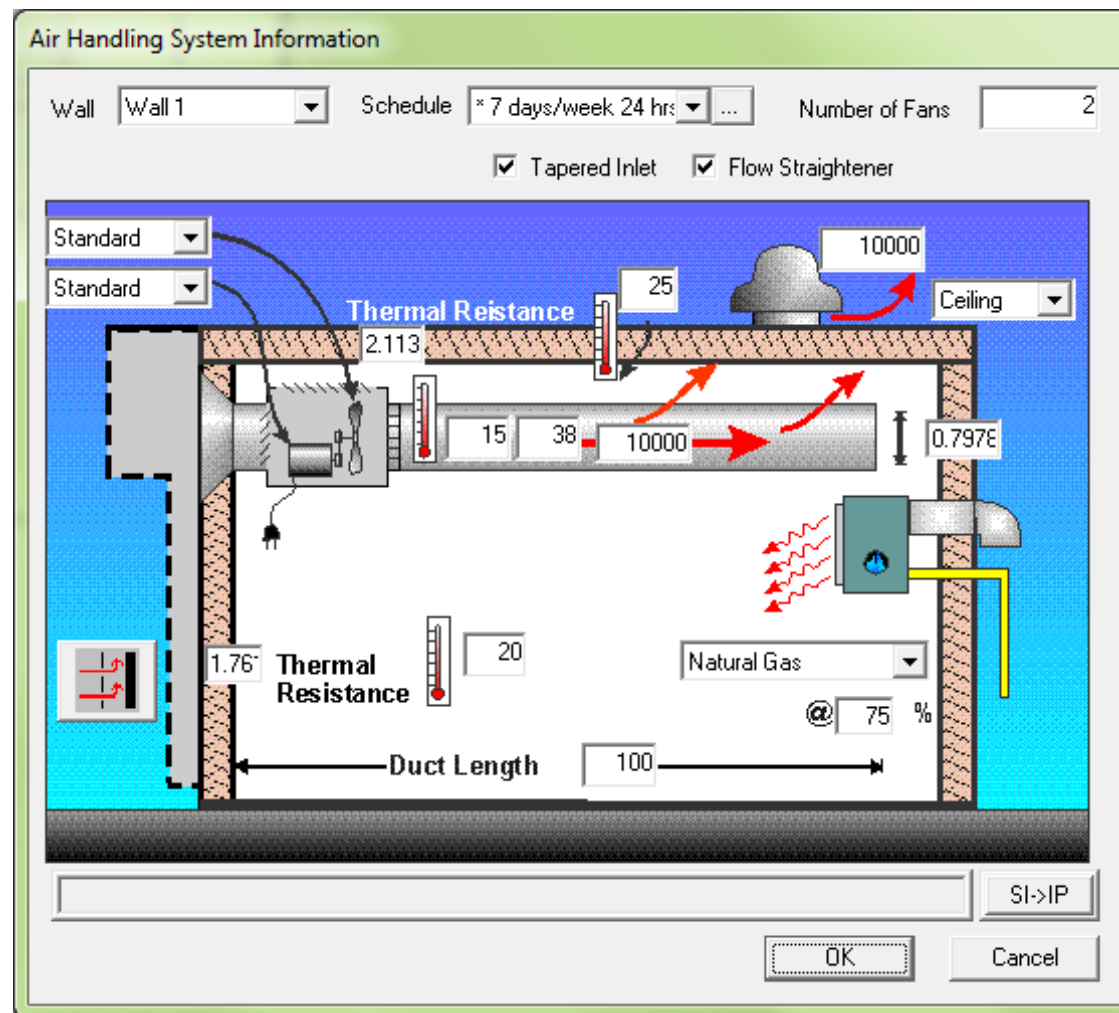 Air Handling System Information
Wall Wall 1 Schedule * 7 days/week 24 hrs ... Number of Fans 2
Tapered Inlet Flow Straightener
Standard 10000
Standard 25 Ceiling
Thermal Reistance
2.113
15 38 10000 0.7978
20
1.761 Thermal Natural Gas
Resistance
@ 75 %
Duct Length 100
SI->IP
OK Cancel